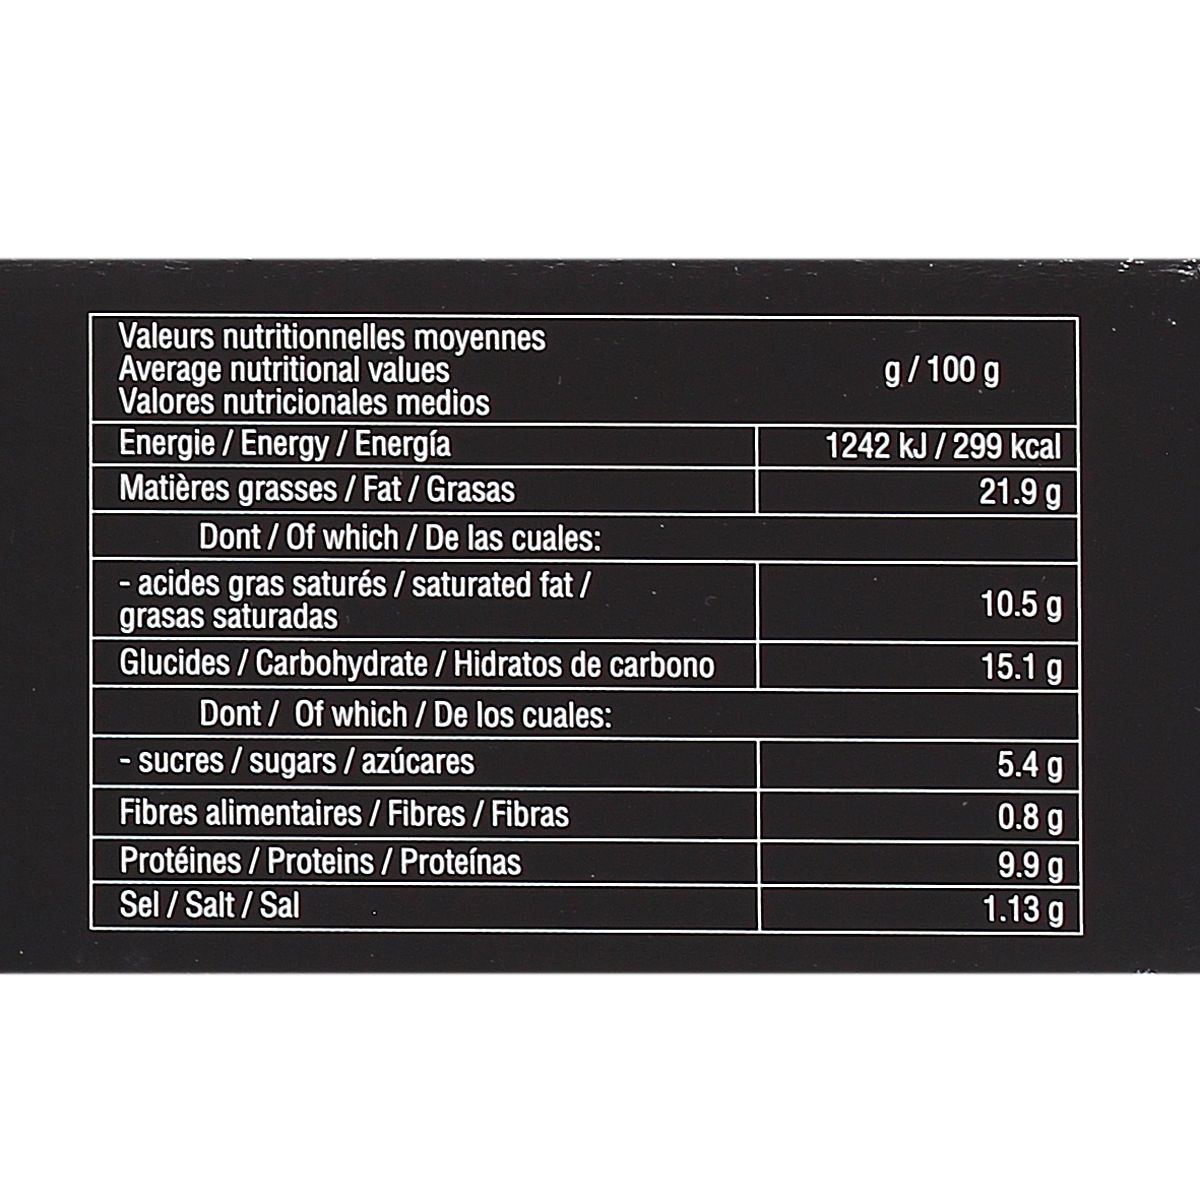 Valeurs nutritionnelles moyennes
Average nutritional values
Valores nutricionales medios
g / 100 g
Energie / Energy / Energía 1242 kJ / 299 kcal
Matières grasses / Fat / Grasas 21.9 g
Dont / Of which / De las cuales:
- acides gras saturés / saturated fat /
grasas saturadas 10.5 g
Glucides / Carbohydrate / Hidratos de carbono 15.1 g
Dont / Of which / De los cuales:
- sucres / sugars / azúcares 5.4 g
Fibres alimentaires / Fibres / Fibras 0.8 g
Protéines / Proteins / Proteínas 9.9 g
Sel / Salt / Sal 1.13 g